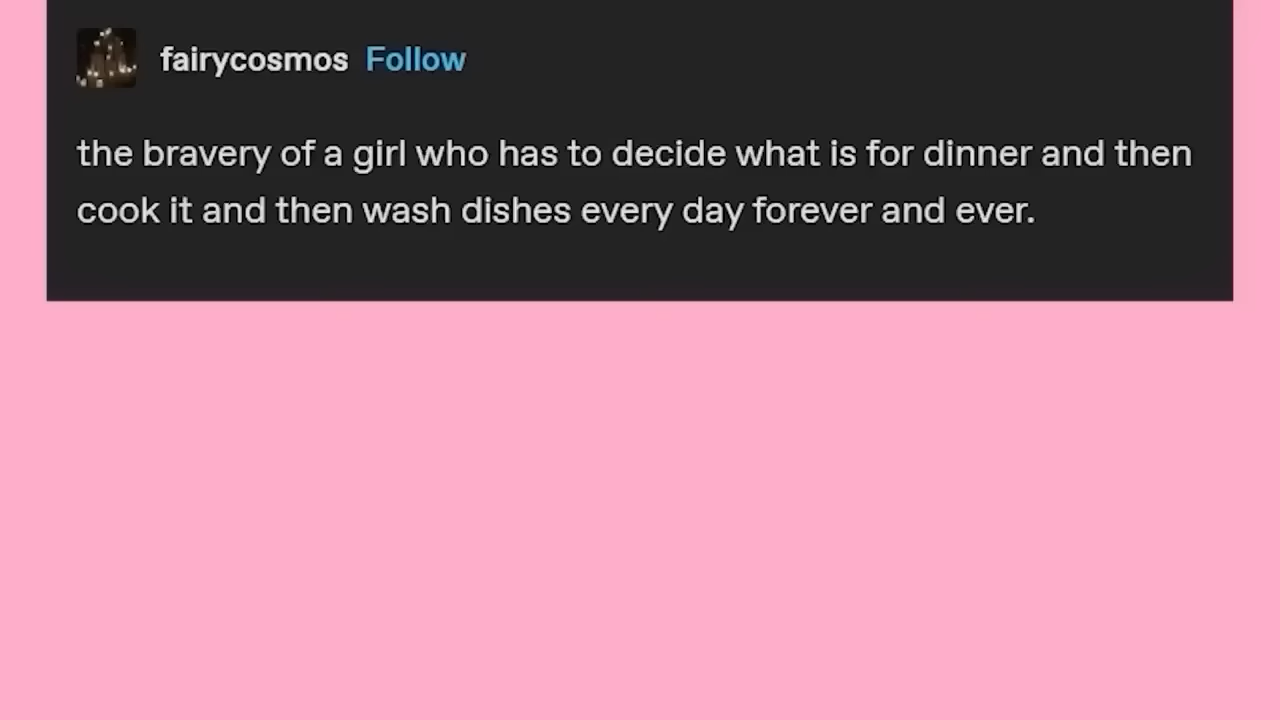 fairycosmos Follow
the bravery of a girl who has to decide what is for dinner and then
cook it and then wash dishes every day forever and ever.